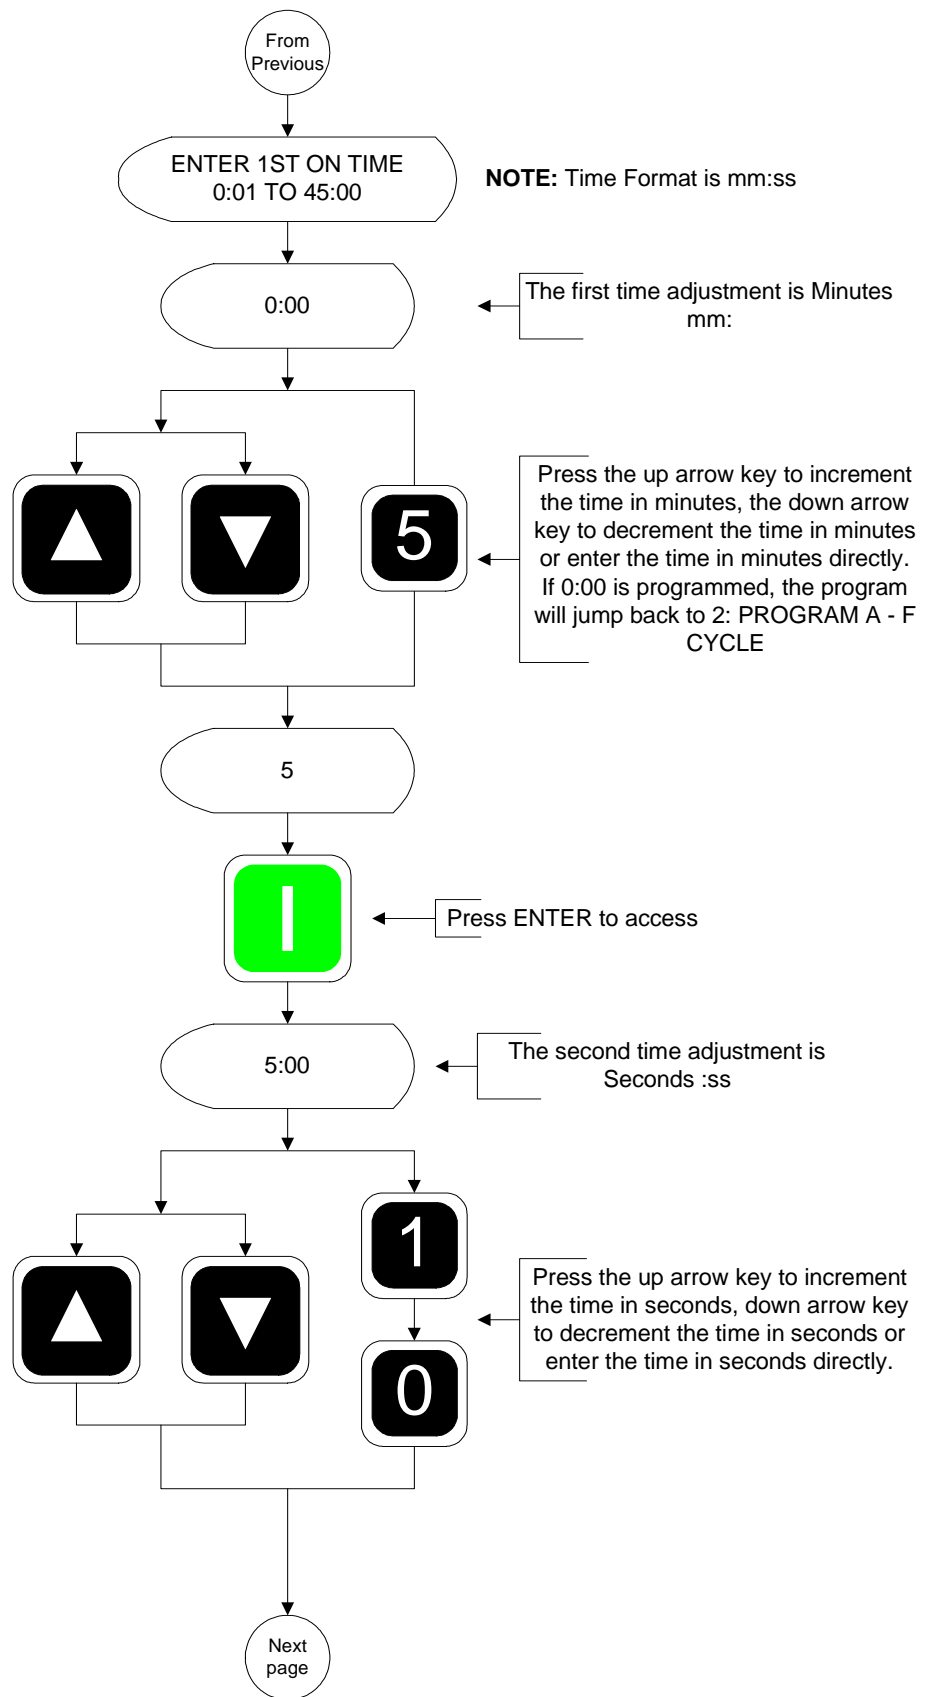 From
Previous
ENTER 1ST ON TIME
0:01 TO 45:00
NOTE: Time Format is mm:ss
0:00
The first time adjustment is Minutes
mm:
5
Press the up arrow key to increment
the time in minutes, the down arrow
key to decrement the time in minutes
or enter the time in minutes directly.
If 0:00 is programmed, the program
will jump back to 2: PROGRAM A - F
CYCLE
5
Press ENTER to access
5:00
The second time adjustment is
Seconds :ss
1
0
Press the up arrow key to increment
the time in seconds, down arrow key
to decrement the time in seconds or
enter the time in seconds directly.
Next
page